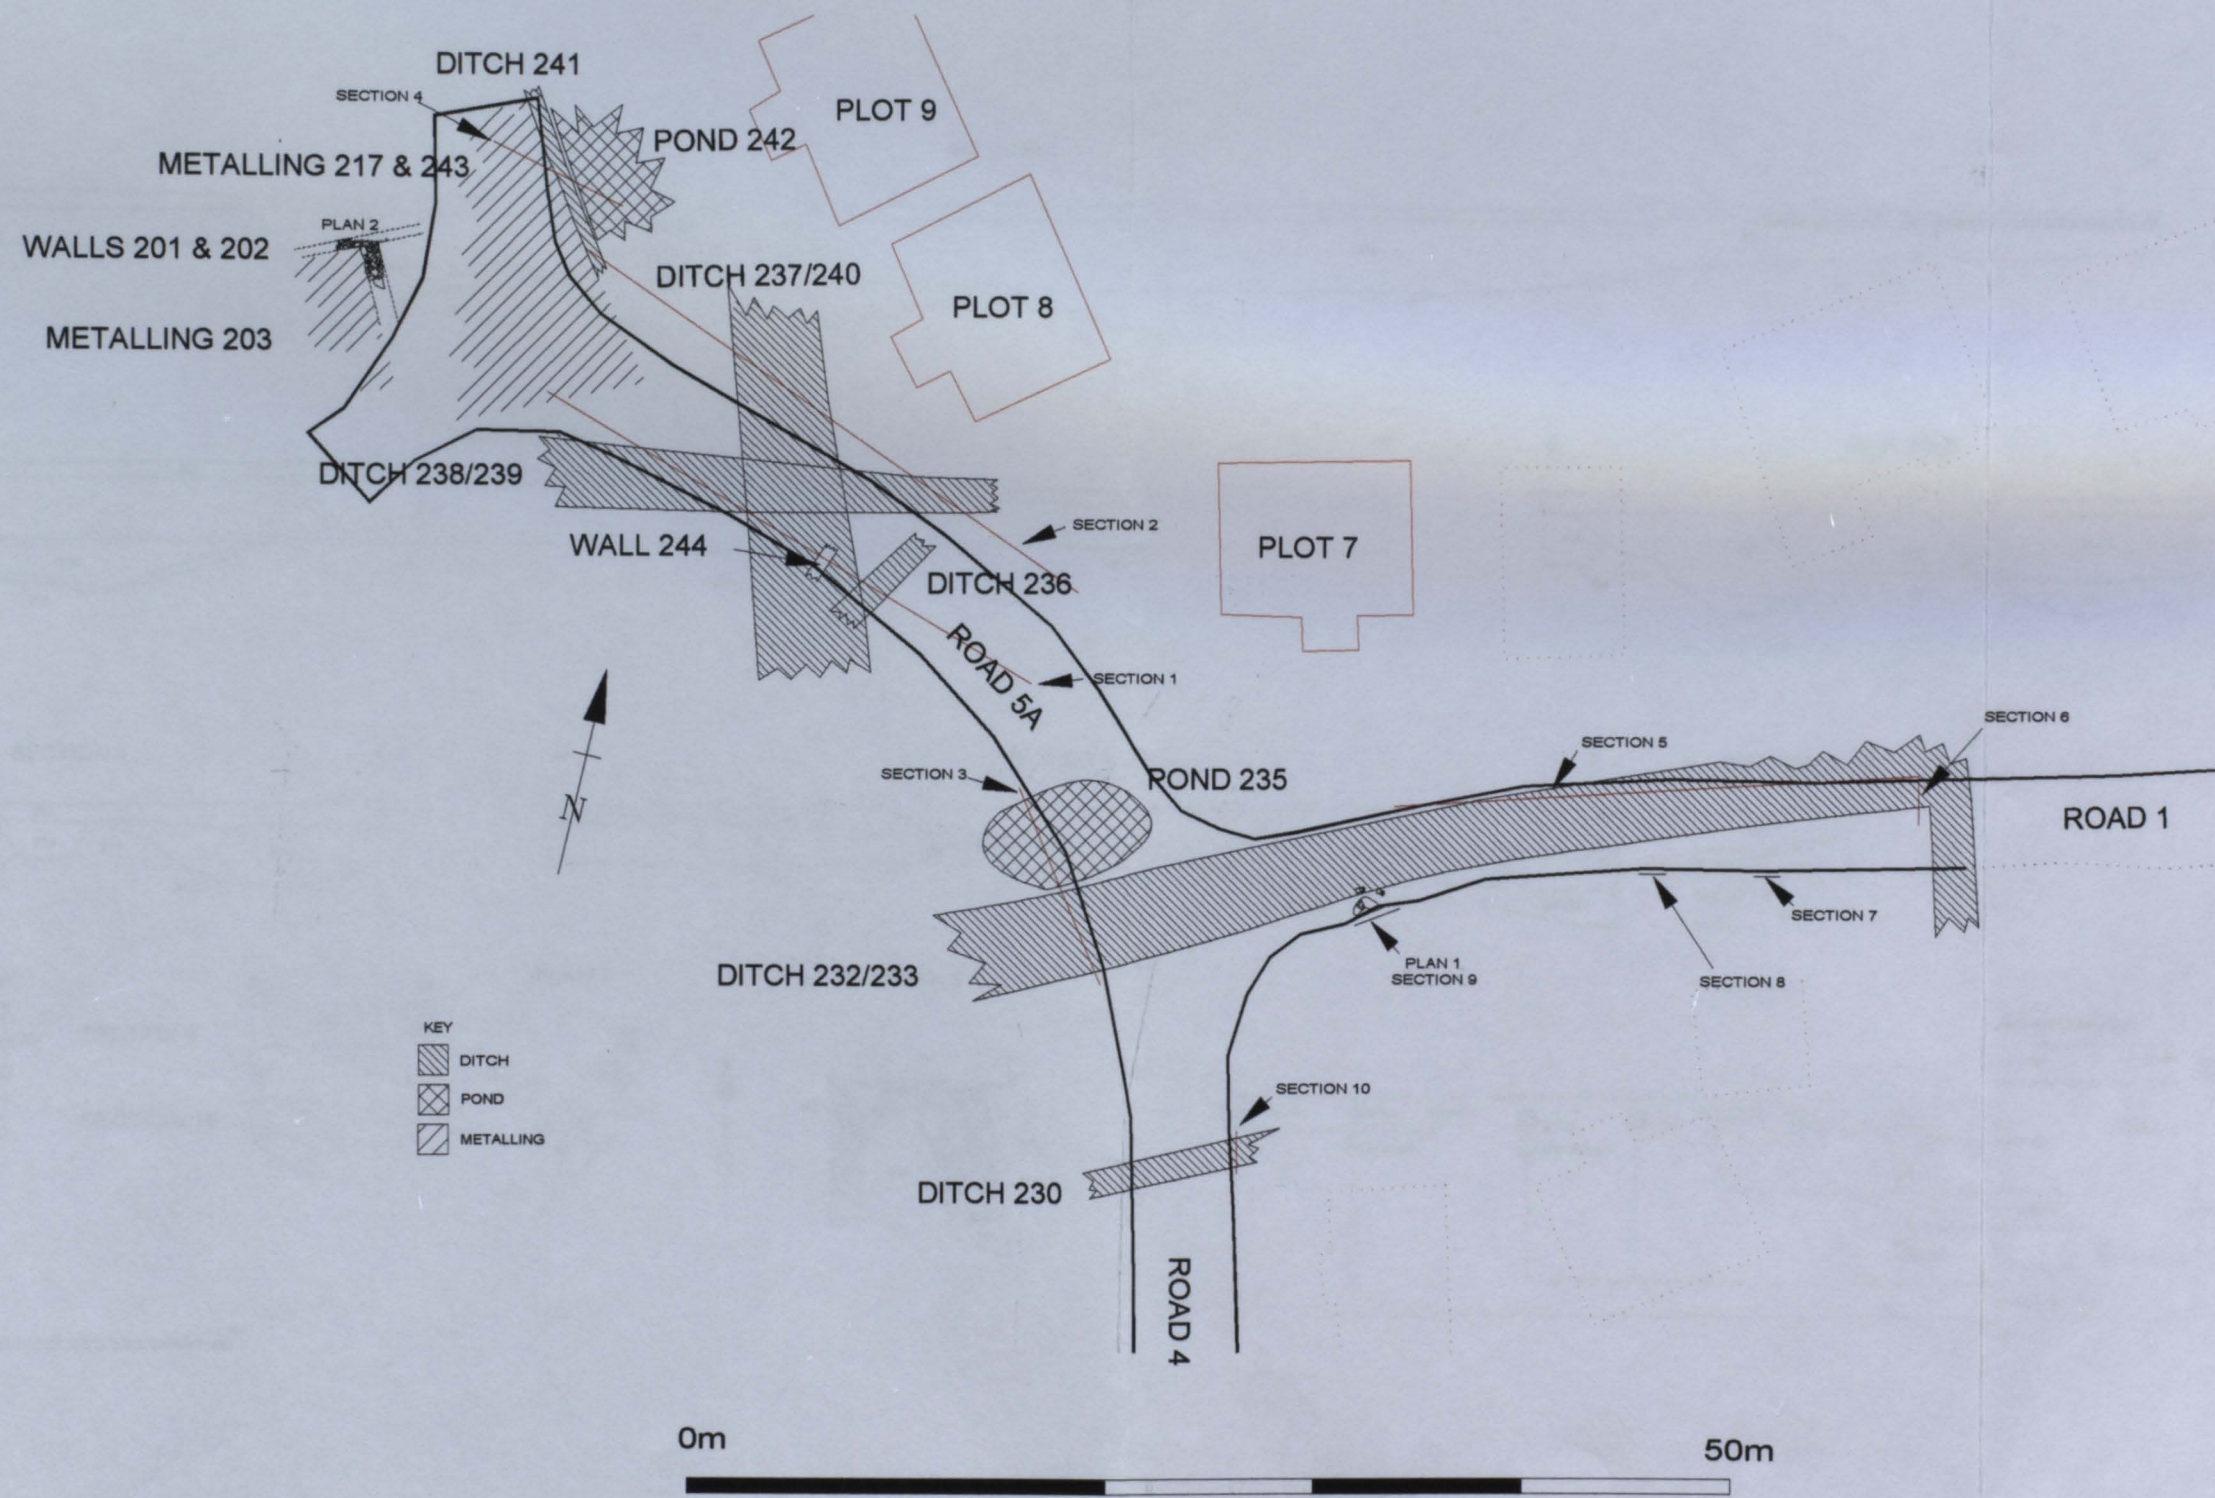 DITCH 241
SECTION 4
PLOT 9
POND 242
METALLING 217 & 243
PLAN 2
WALLS 201 & 202
DITCH 237/240
PLOT 8
METALLING 203
DITCH 238/239
SECTION 2
WALL 244
PLOT 7
DITCH 236
ROAD 5A
SECTION 1
SECTION 6
SECTION 5
SECTION 3
POND 235
N
ROAD 1
SECTION 7
PLAN 1
SECTION 9
SECTION 8
DITCH 232/233
KEY
DITCH
POND
METALLING
SECTION 10
DITCH 230
ROAD 4
0m
50m